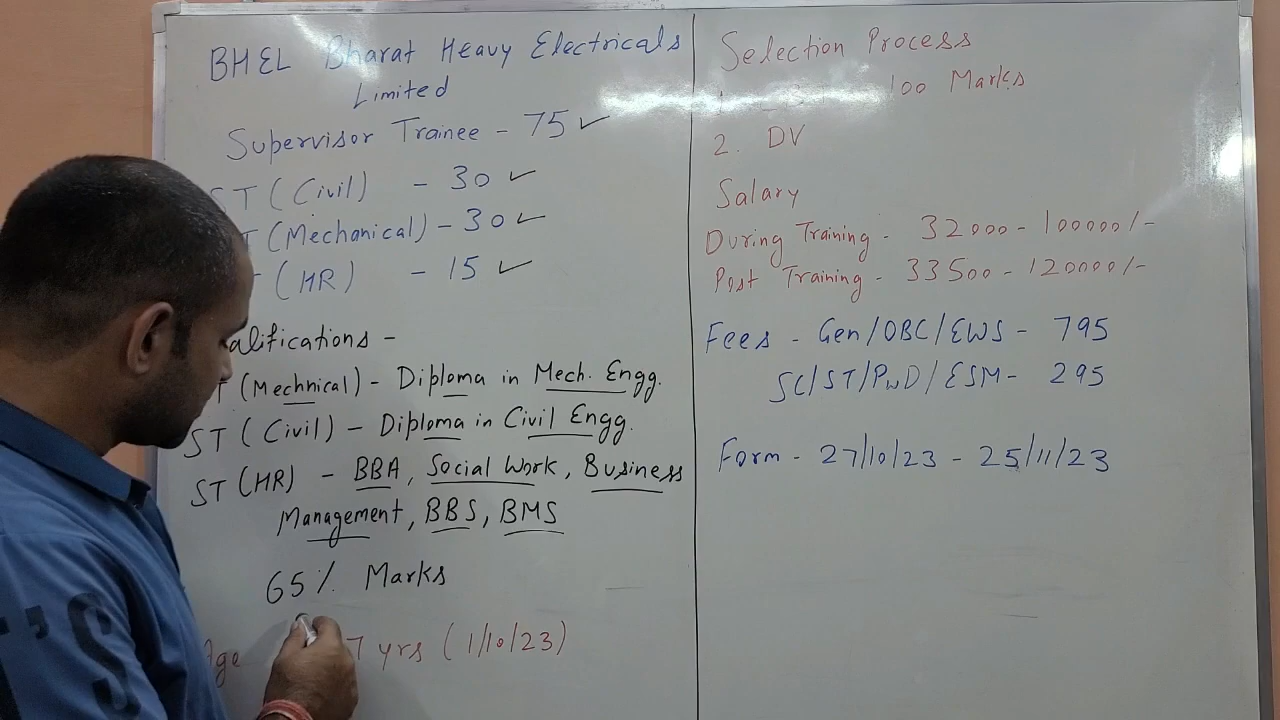 BHEL Bharat Heavy Electricals
Limited
Supervisor Trainee - 75 ✓
ST (Civil) - 30 ✓
(Mechanical) - 30 ✓
(HR) - 15 ✓
alifications -
(Mechnical) - Diploma in Mech. Engg.
ST (Civil) - Diploma in Civil Engg.
ST (HR) - BBA, Social Work, Business
Management, BBS, BMS
65% Marks
Age 7 yrs (1/10/23)
Selection Process
100 Marks
2. DV
Salary
During Training - 32000 - 100000/-
Post Training - 33500 - 120000/-
Fees - Gen/OBC/EWS - 795
SC/ST/PwD/ESM - 295
Form - 27/10/23 - 25/11/23